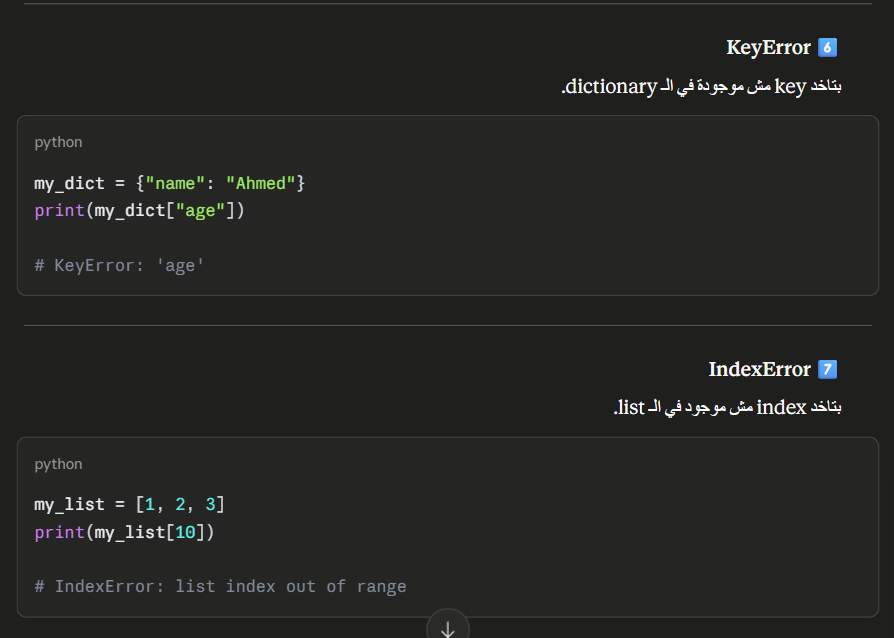 KeyError 6️⃣
بتاخد key مش موجودة في الـ dictionary.
python
my_dict = {"name": "Ahmed"}
print(my_dict["age"])
# KeyError: 'age'
IndexError 7️⃣
بتاخد index مش موجود في الـ list.
python
my_list = [1, 2, 3]
print(my_list[10])
# IndexError: list index out of range